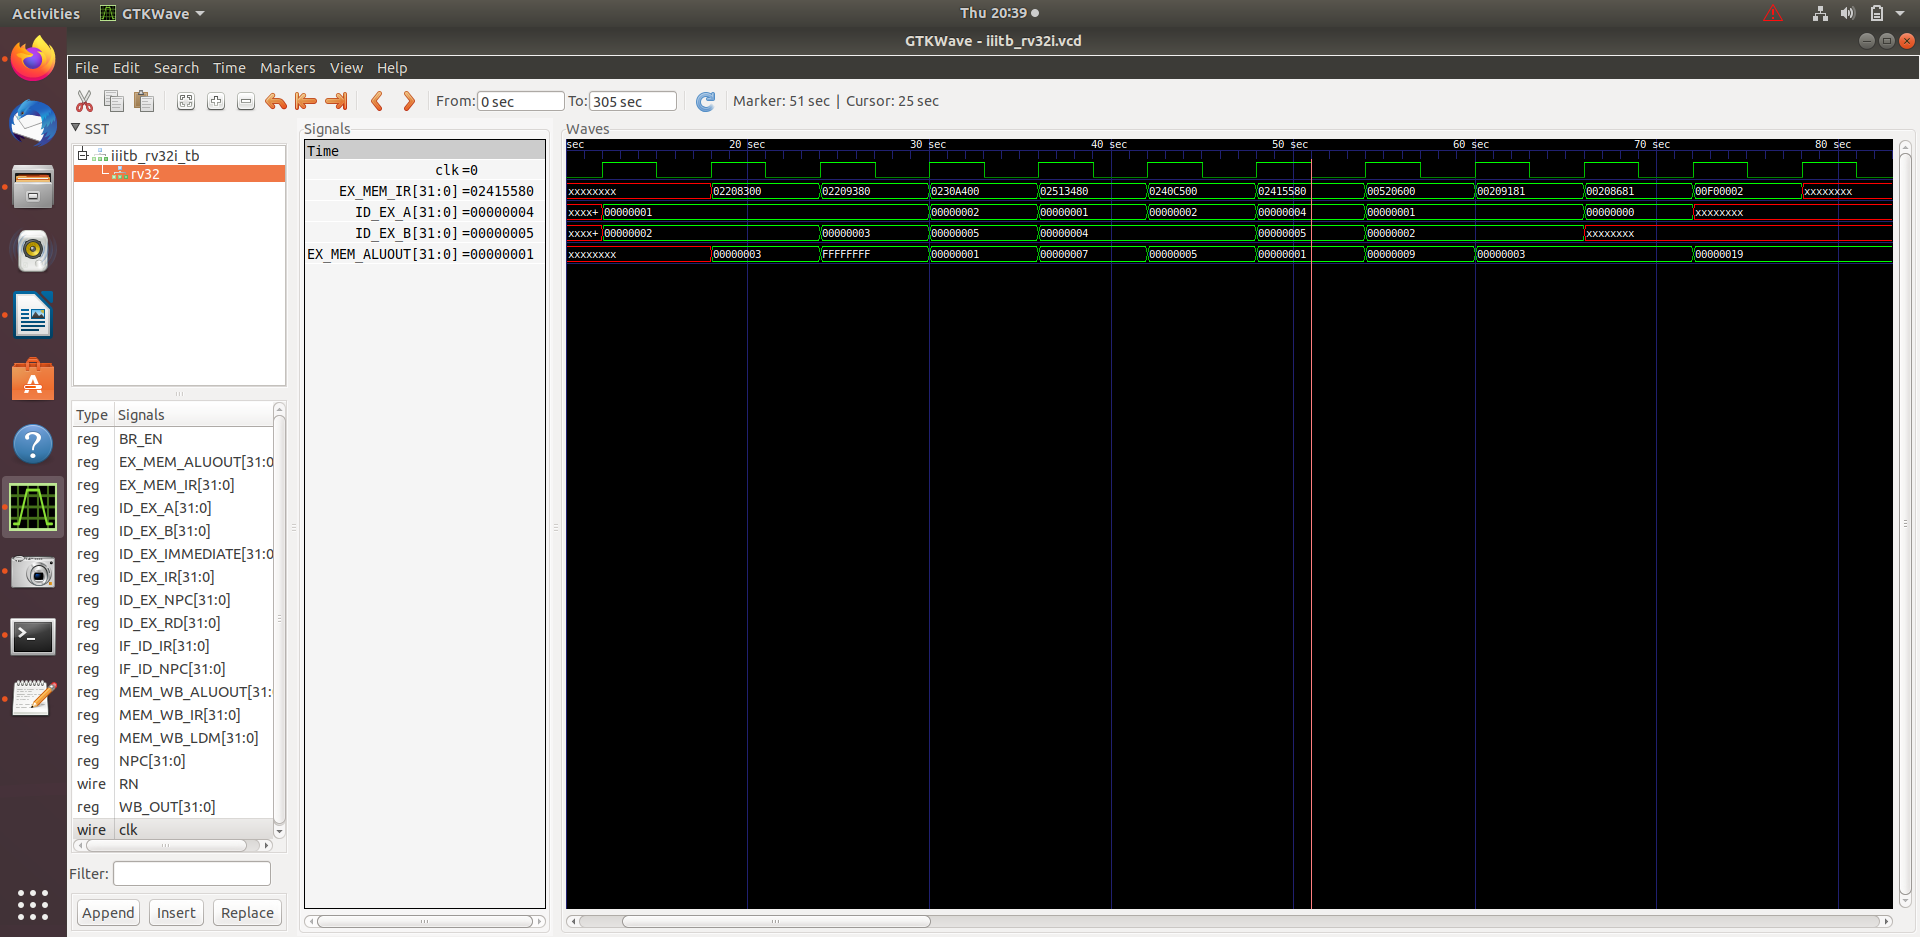 Activities GTKWave Thu 20:39
GTKWave - iiitb_rv32i.vcd
File Edit Search Time Markers View Help
From: 0 sec To: 305 sec Marker: 51 sec | Cursor: 25 sec
SST
iiitb_rv32i_tb
rv32
Type Signals
reg BR_EN
reg EX_MEM_ALUOUT[31:0
reg EX_MEM_IR[31:0]
reg ID_EX_A[31:0]
reg ID_EX_B[31:0]
reg ID_EX_IMMEDIATE[31:0
reg ID_EX_IR[31:0]
reg ID_EX_NPC[31:0]
reg ID_EX_RD[31:0]
reg IF_ID_IR[31:0]
reg IF_ID_NPC[31:0]
reg MEM_WB_ALUOUT[31:
reg MEM_WB_IR[31:0]
reg MEM_WB_LDM[31:0]
reg NPC[31:0]
wire RN
reg WB_OUT[31:0]
wire clk
Filter:
Append Insert Replace
Signals
Time
clk =0
EX_MEM_IR[31:0] =02415580
ID_EX_A[31:0] =00000004
ID_EX_B[31:0] =00000005
EX_MEM_ALUOUT[31:0] =00000001
Waves
sec 20 sec 30 sec 40 sec 50 sec 60 sec 70 sec 80 sec
xxxxxxxx 02208300 02209380 0230A400 02513480 0240C500 02415580 00520600 00209181 00208681 00F00002 xxxxxxxx
xxxx+ 00000001 00000002 00000001 00000002 00000004 00000001 00000000 xxxxxxxx
xxxx+ 00000002 00000003 00000005 00000004 00000005 00000002 xxxxxxxx
xxxxxxxx 00000003 FFFFFFFF 00000001 00000007 00000005 00000001 00000009 00000003 00000019